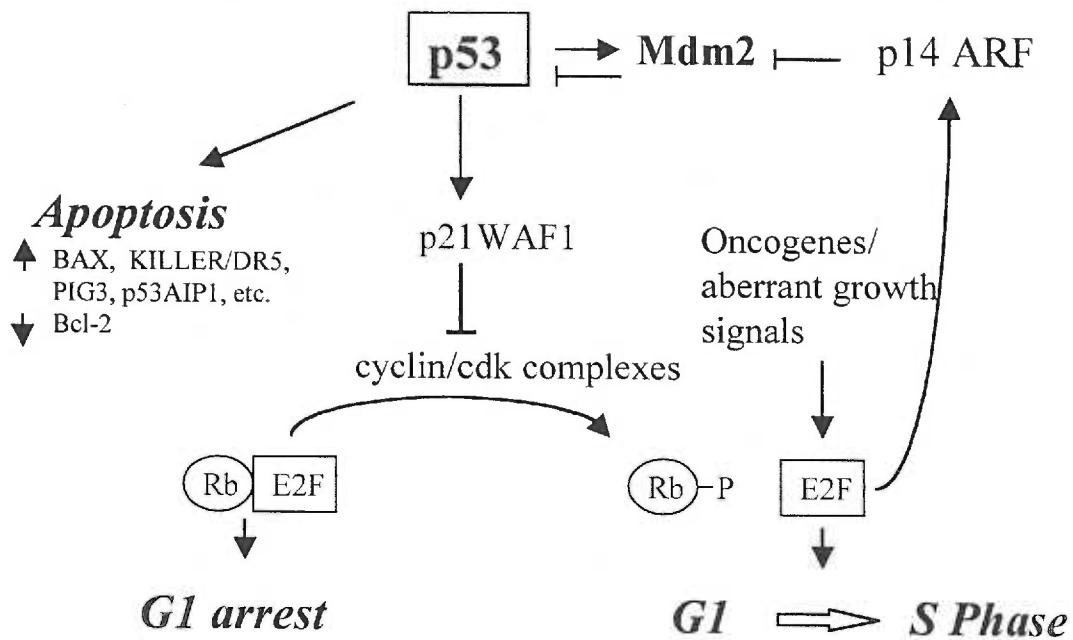 p53
Mdm2
p14 ARF
Apoptosis
BAX, KILLER/DR5,
PIG3, p53AIP1, etc.
Bcl-2
p21WAF1
Oncogenes/
aberrant growth
signals
cyclin/cdk complexes
Rb
E2F
Rb
P
E2F
G1 arrest
G1
S Phase